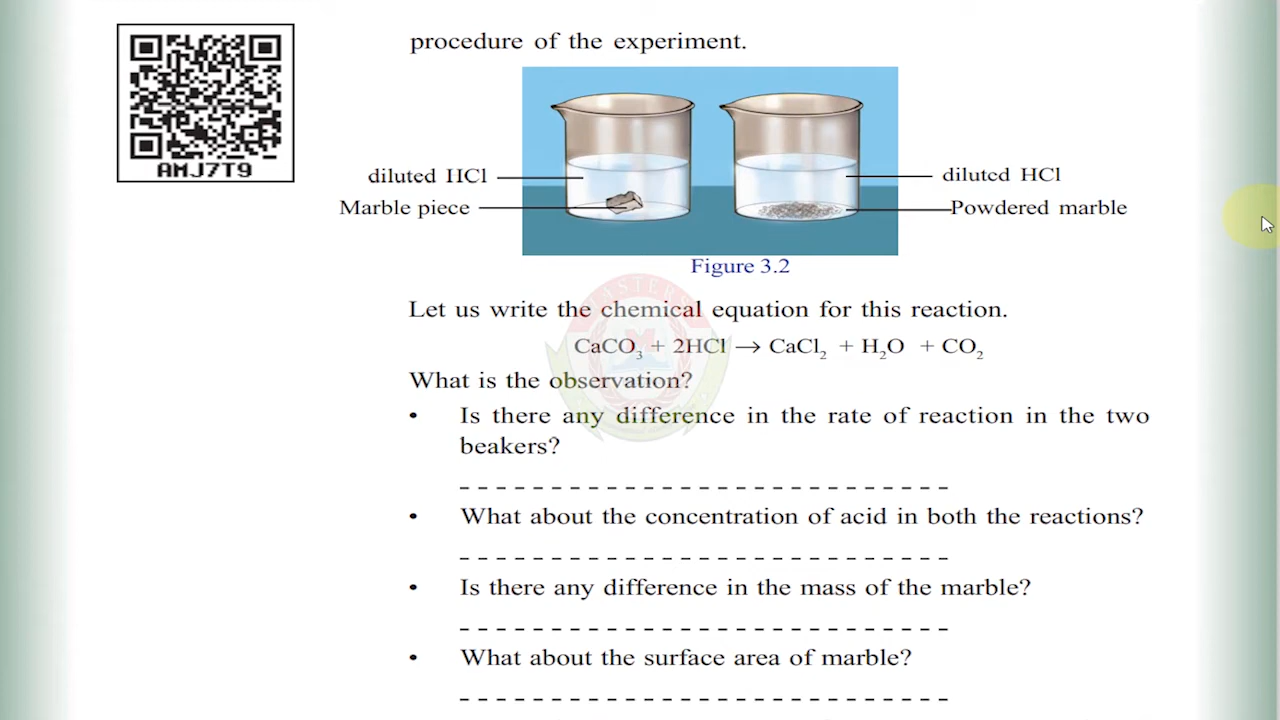 procedure of the experiment.
AMJ7T9
diluted HCl
diluted HCl
Marble piece
Powdered marble
Figure 3.2
MASTERS
Let us write the chemical equation for this reaction.
CaCO₃ + 2HCl → CaCl₂ + H₂O + CO₂
What is the observation?
• Is there any difference in the rate of reaction in the two
beakers?
• What about the concentration of acid in both the reactions?
• Is there any difference in the mass of the marble?
• What about the surface area of marble?